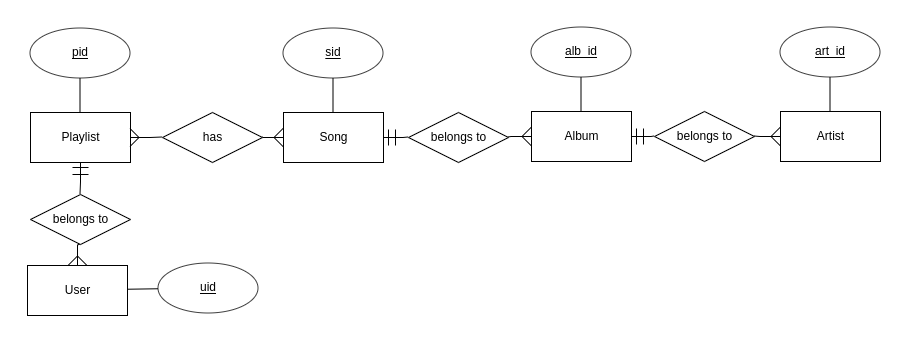 pid
sid
alb_id
art_id
Playlist
has
Song
belongs to
Album
belongs to
Artist
belongs to
User
uid